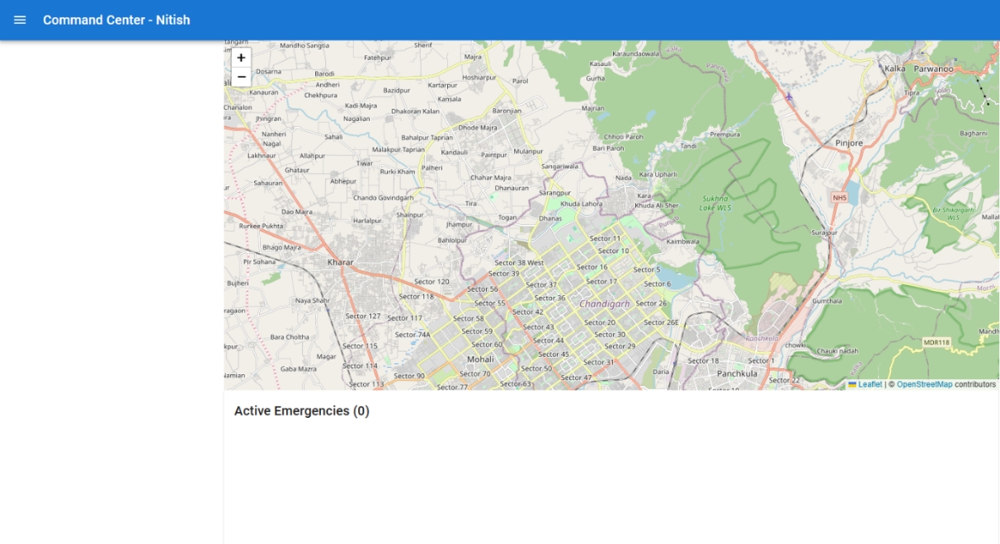 Command Center - Nitish
+
−
Mandho Sangtia
Sherif
Fatehpur
Majra
Karaundaowala
Kasauli
Kalka
Parwanoo
Dosarna
Barodi
Hosharpur
Parol
Gurha
Kanauran
Andheri
Chekhpura
Bazidpur
Kartarpur
Kansala
Tipra
Chanalon
Kadi Majra
Dhakoran Kalan
Baronjan
Majrian
Jhingran
Nagalian
Nanheri
Nagal
Sahali
Bahalpur Taprian
Dhode Majra
Chhoo Paroh
Prempura
Bagharni
Lakhnaur
Allahpur
Malakpur Taprian
Kandauli
Paintpur
Mulanpur
Bari Paroh
Tandi
Pinjore
Ghataur
Tiwar
Rurki Kham
Palheri
Sangariwala
Sahauran
Abhepur
Chahar Majra
Dhanauran
Nada
Kara Upharli
Chando Govindgarh
Tira
Sarangpur
Khuda Lahora
Kara
Khuda Ali Sher
Sukhna
Lake WLS
NH5
Dao Majra
Harlalpur
Shainpur
Togan
Dhanas
Punjab
Bir Shikargarh
WLS
Rurkee Pukhta
Jhampur
Bahlolpur
Sector 11
Kaimbwala
Surajpur
Bhago Majra
Sector 10
Pir Sohana
Kharar
Sector 38 West
Sector 39
Sector 16
Sector 5
Bujheri
Sector 120
Sector 56
Sector 37
Sector 17
Sector 6
Naya Shahr
Sector 118
Sector 55
Sector 36
Chandigarh
Sector 26
Gumthala
Sector 127
Sector 117
Sector 58
Sector 42
Sector 20
Sector 26E
Bara Choltha
Sector 74A
Sector 59
Sector 43
Sector 30
Panchkula
MDR118
Sector 115
Sector 60
Sector 44
Sector 29
chowki
Chauki nadah
Magar
Gaba Mazra
Sector 114
Mohali
Sector 45
Sector 31
Sector 18
Sector 1
Sector 90
Sector 70
Sector 50
Daria
Panchkula
Sector 113
Sector 77
Sector 63
Sector 47
Sector 22
Leaflet | © OpenStreetMap contributors
Active Emergencies (0)